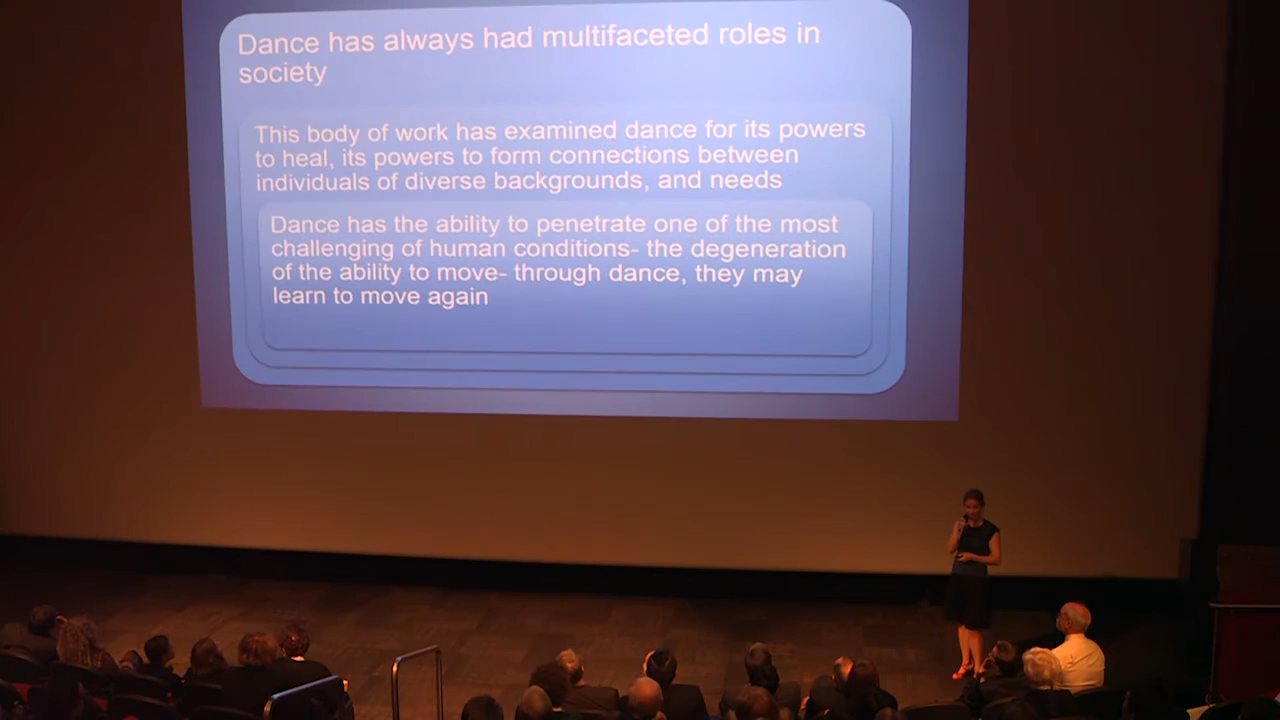 Dance has always had multifaceted roles in
society
This body of work has examined dance for its powers
to heal, its powers to form connections between
individuals of diverse backgrounds, and needs
Dance has the ability to penetrate one of the most
challenging of human conditions- the degeneration
of the ability to move- through dance, they may
learn to move again